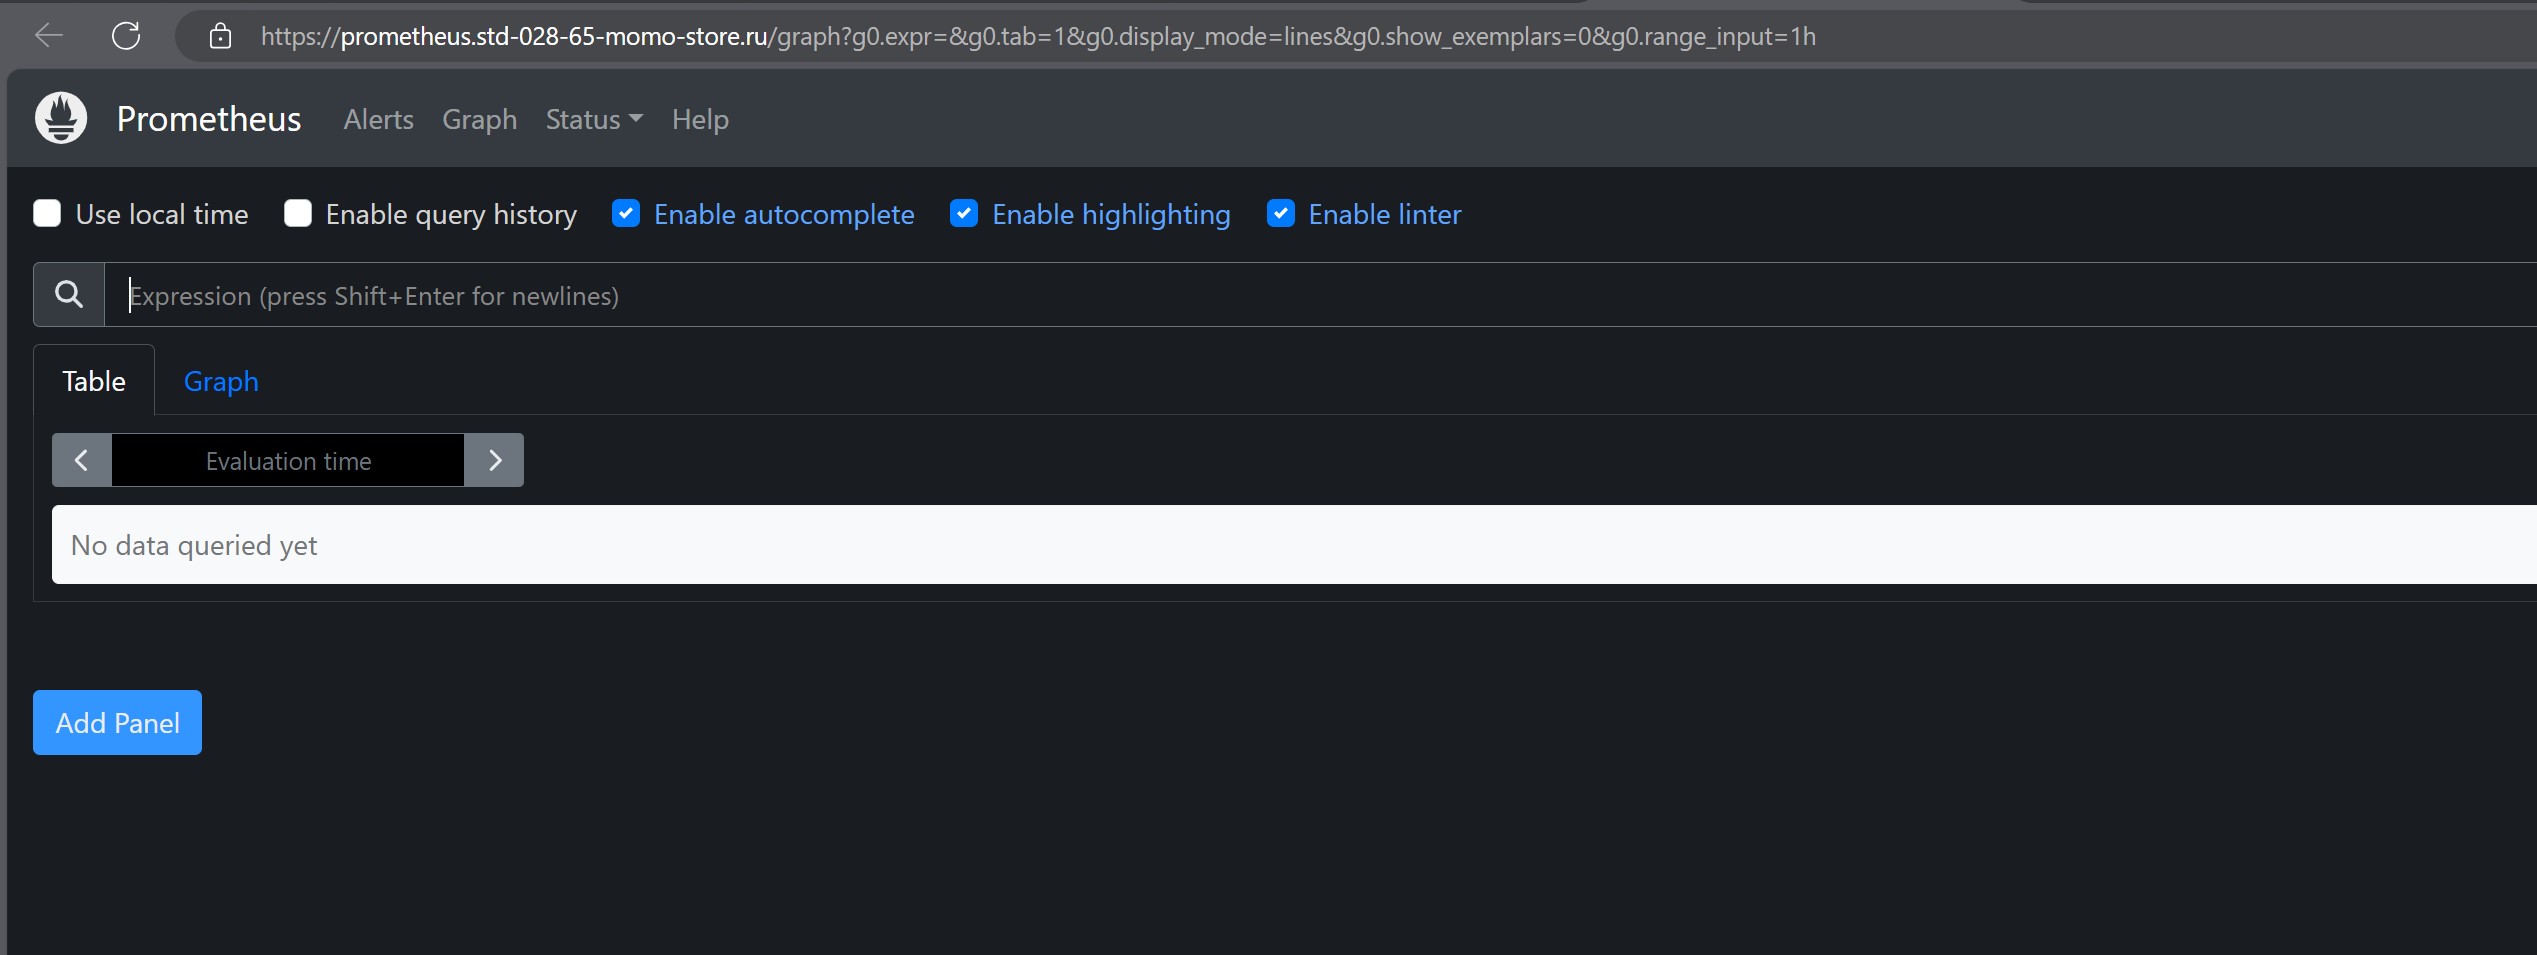 https://prometheus.std-028-65-momo-store.ru/graph?g0.expr=&g0.tab=1&g0.display_mode=lines&g0.show_exemplars=0&g0.range_input=1h
Prometheus Alerts Graph Status Help
Use local time Enable query history Enable autocomplete Enable highlighting Enable linter
Expression (press Shift+Enter for newlines)
Table Graph
Evaluation time
No data queried yet
Add Panel